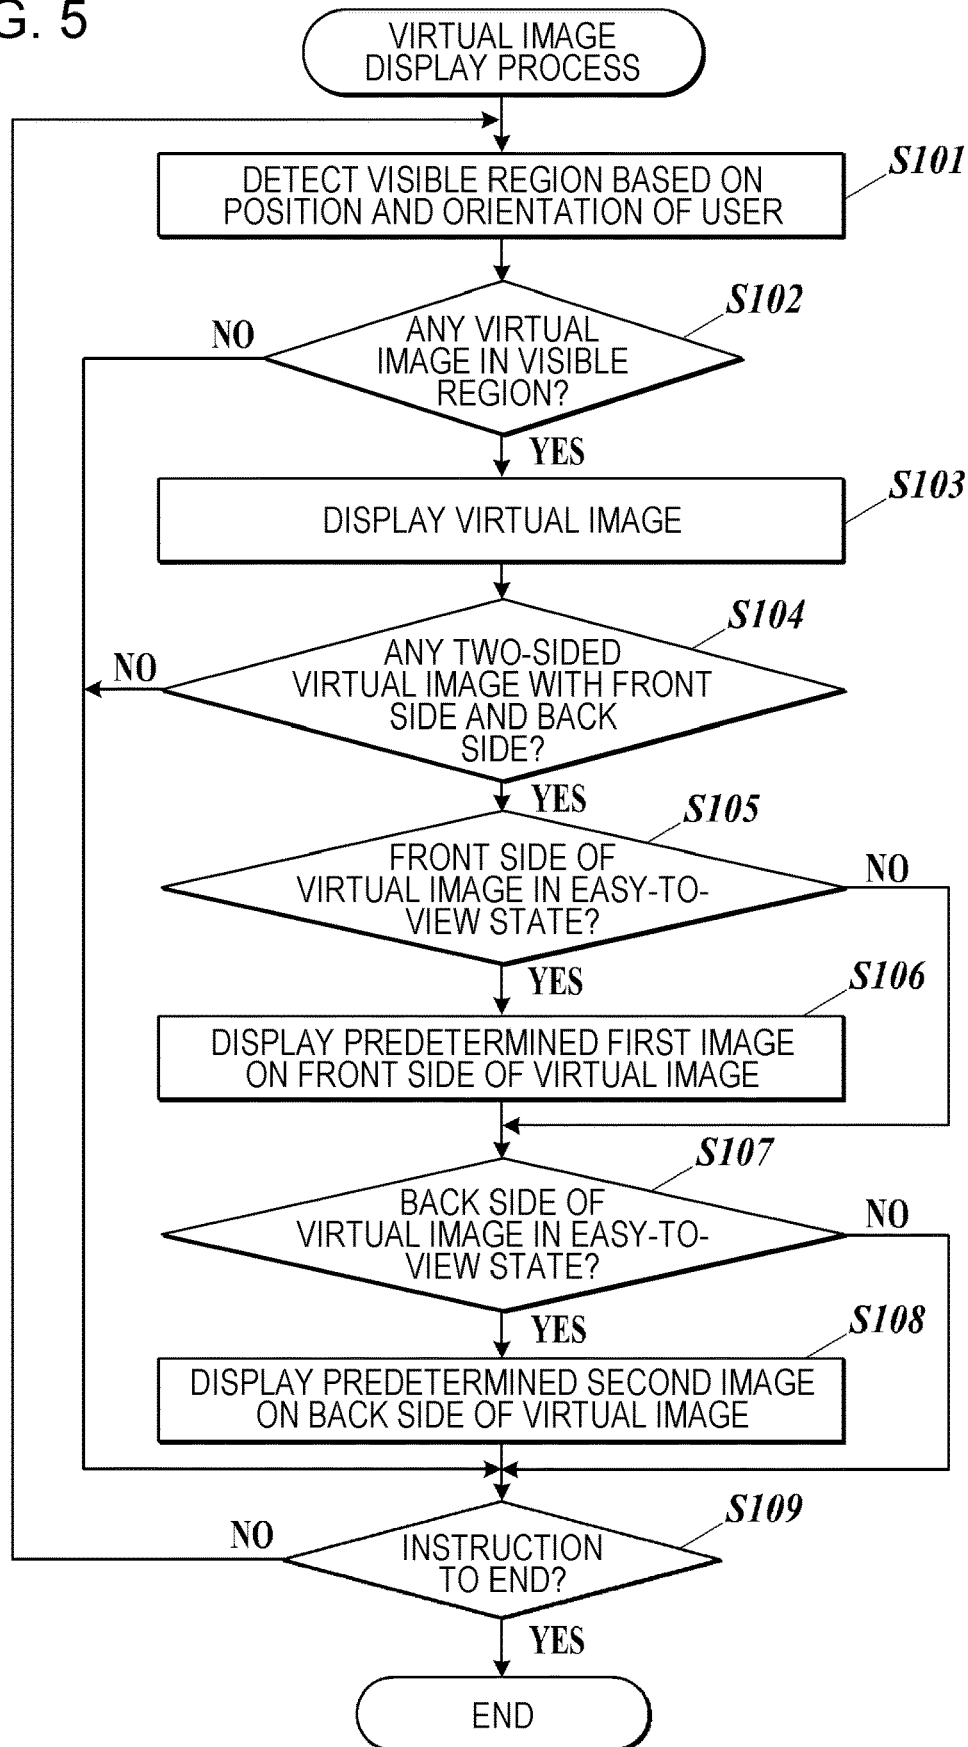 G. 5
VIRTUAL IMAGE
DISPLAY PROCESS
S101
DETECT VISIBLE REGION BASED ON
POSITION AND ORIENTATION OF USER
S102
NO
ANY VIRTUAL
IMAGE IN VISIBLE
REGION?
YES
S103
DISPLAY VIRTUAL IMAGE
S104
NO
ANY TWO-SIDED
VIRTUAL IMAGE WITH FRONT
SIDE AND BACK
SIDE?
YES
S105
FRONT SIDE OF
VIRTUAL IMAGE IN EASY-TO-
VIEW STATE?
NO
YES
S106
DISPLAY PREDETERMINED FIRST IMAGE
ON FRONT SIDE OF VIRTUAL IMAGE
S107
BACK SIDE OF
VIRTUAL IMAGE IN EASY-TO-
VIEW STATE?
NO
YES
S108
DISPLAY PREDETERMINED SECOND IMAGE
ON BACK SIDE OF VIRTUAL IMAGE
S109
NO
INSTRUCTION
TO END?
YES
END